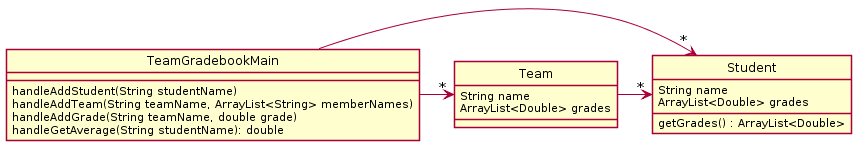 TeamGradebookMain
handleAddStudent(String studentName)
handleAddTeam(String teamName, ArrayList<String> memberNames)
handleAddGrade(String teamName, double grade)
handleGetAverage(String studentName): double
*
Team
String name
ArrayList<Double> grades
*
*
Student
String name
ArrayList<Double> grades
getGrades() : ArrayList<Double>